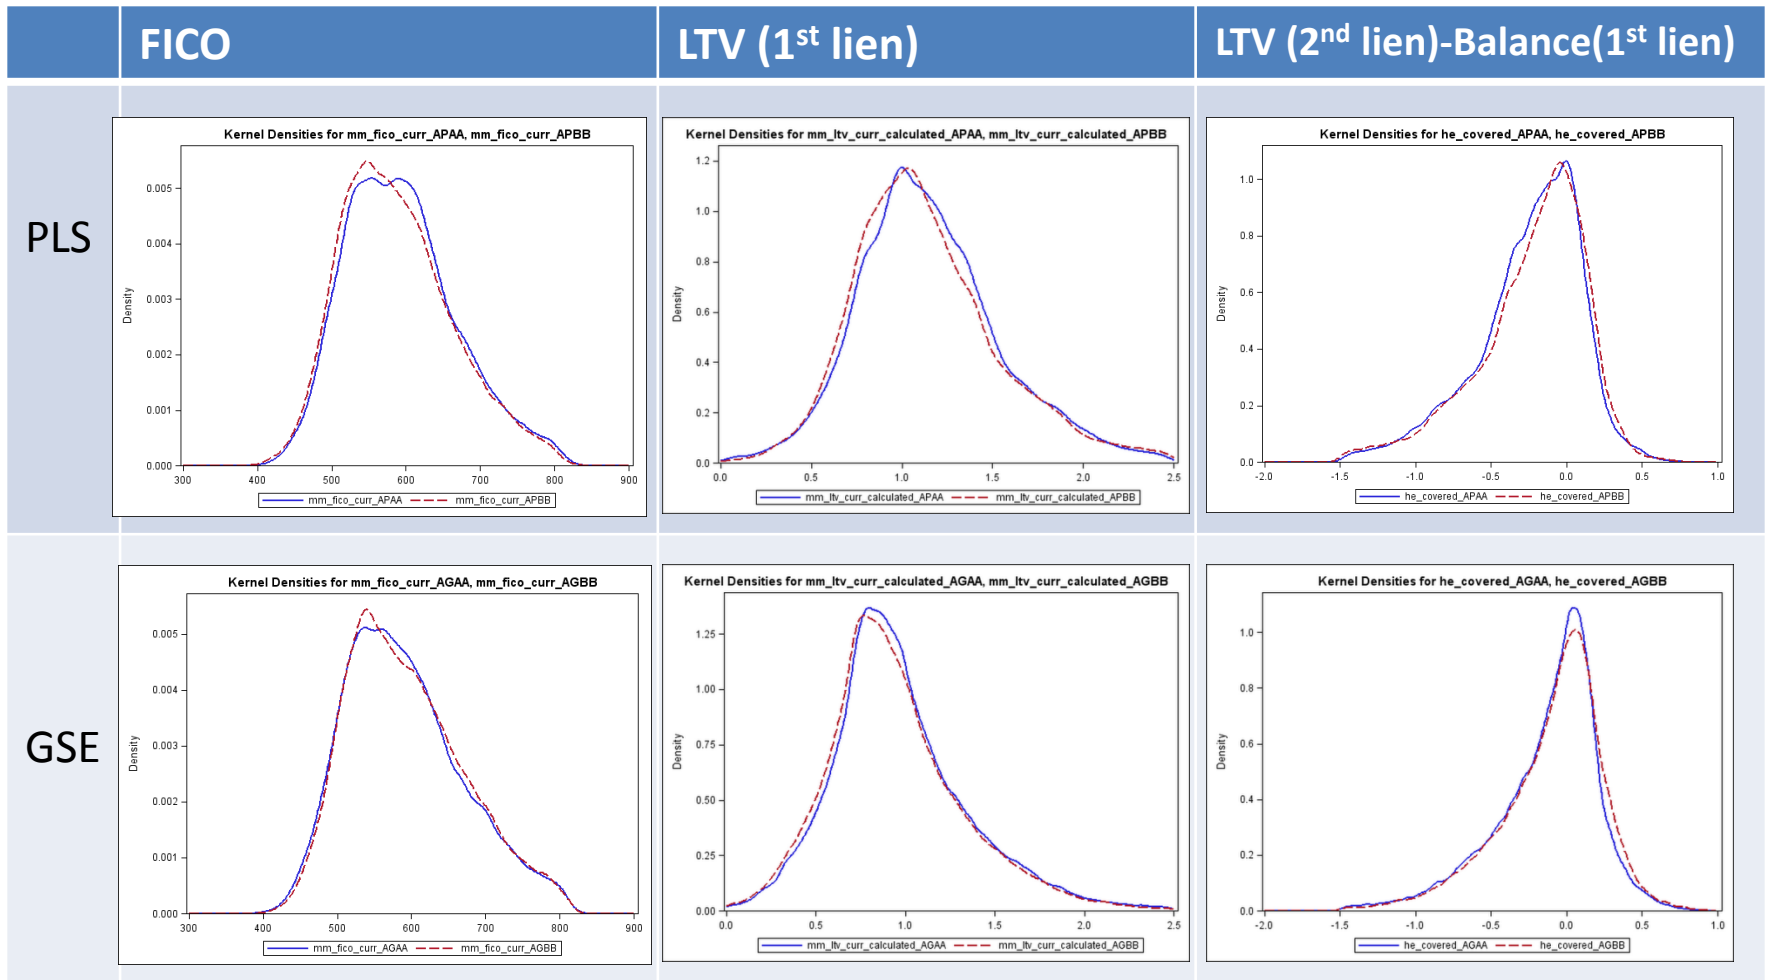 FICO
LTV (1st lien)
LTV (2nd lien)-Balance(1st lien)
PLS
Kernel Densities for mm_fico_curr_APAA, mm_fico_curr_APBB
Density
0.005
0.004
0.003
0.002
0.001
0.000
300 400 500 600 700 800 900
mm_fico_curr_APAA mm_fico_curr_APBB
Kernel Densities for mm_ltv_curr_calculated_APAA, mm_ltv_curr_calculated_APBB
Density
1.2
1.0
0.8
0.6
0.4
0.2
0.0
0.0 0.5 1.0 1.5 2.0 2.5
mm_ltv_curr_calculated_APAA mm_ltv_curr_calculated_APBB
Kernel Densities for he_covered_APAA, he_covered_APBB
Density
1.0
0.8
0.6
0.4
0.2
0.0
-2.0 -1.5 -1.0 -0.5 0.0 0.5 1.0
he_covered_APAA he_covered_APBB
GSE
Kernel Densities for mm_fico_curr_AGAA, mm_fico_curr_AGBB
Density
0.005
0.004
0.003
0.002
0.001
0.000
300 400 500 600 700 800 900
mm_fico_curr_AGAA mm_fico_curr_AGBB
Kernel Densities for mm_ltv_curr_calculated_AGAA, mm_ltv_curr_calculated_AGBB
Density
1.25
1.00
0.75
0.50
0.25
0.00
0.0 0.5 1.0 1.5 2.0 2.5
mm_ltv_curr_calculated_AGAA mm_ltv_curr_calculated_AGBB
Kernel Densities for he_covered_AGAA, he_covered_AGBB
Density
1.0
0.8
0.6
0.4
0.2
0.0
-2.0 -1.5 -1.0 -0.5 0.0 0.5 1.0
he_covered_AGAA he_covered_AGBB